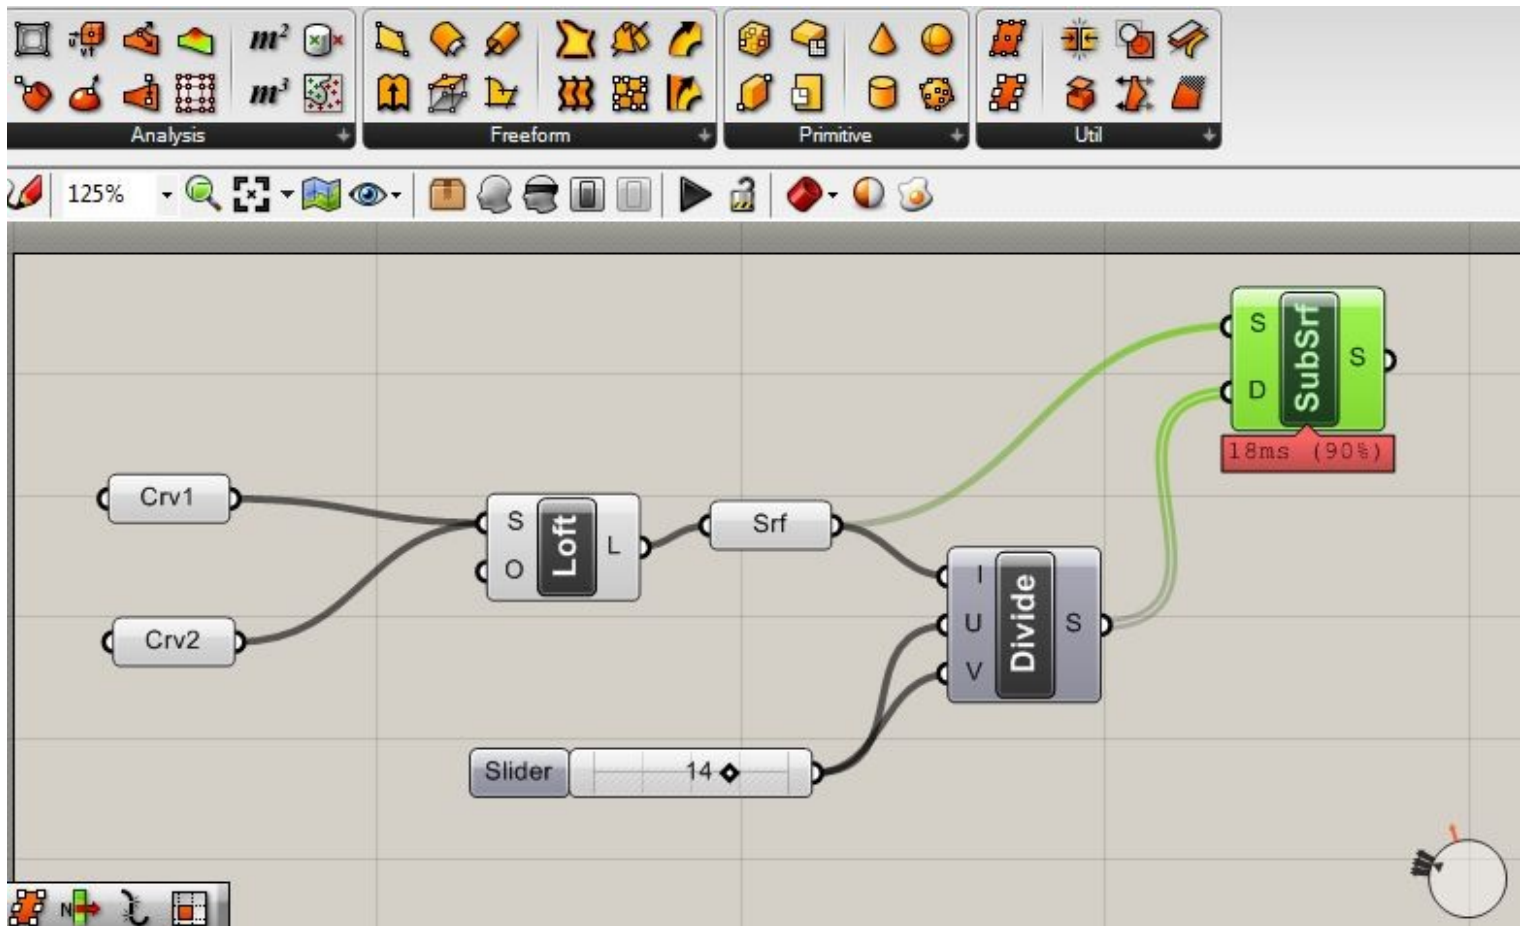 m²
m³
Analysis
Freeform
Primitive
Util
125%
S
SubSrf
S
D
18ms (90%)
Crv1
S
Loft
L
O
Srf
I
Divide
U
S
V
Crv2
Slider
14
N